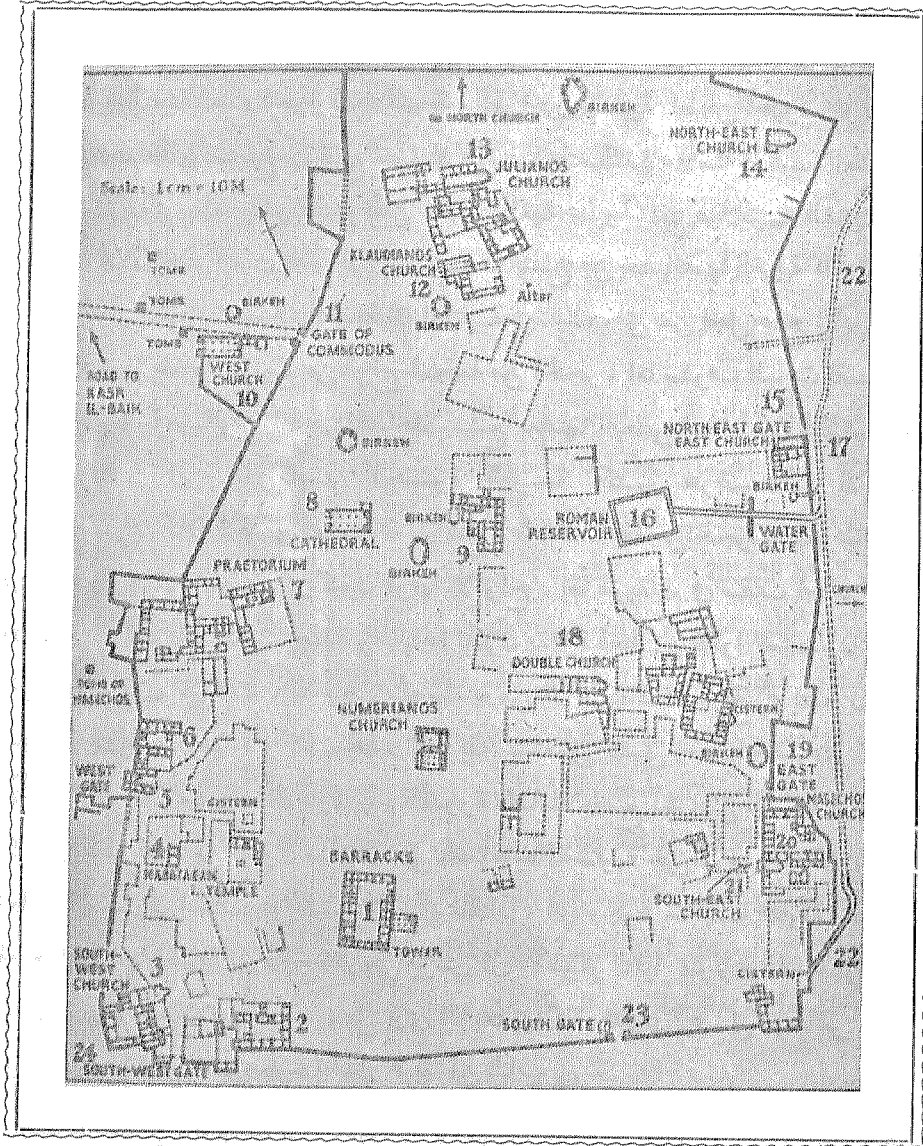 TO NORTH CHURCH
BIRKEH
NORTH-EAST
CHURCH
14
13
JULIANOS
CHURCH
Scale: 1cm = 10M
TOMB
KLAUDIANOS
CHURCH
12
BIRKEH
Alter
22
TOMB
BIRKEH
11
GATE OF
COMMODUS
TOMB
WEST
CHURCH
10
ROAD TO
KASR
IL-BAIK
15
NORTH-EAST GATE
EAST CHURCH
17
BIRKEH
BIRKEH
8
CATHEDRAL
BIRKEH
9
BIRKEH
ROMAN
RESERVOIR
16
WATER
GATE
PRAETORIUM
7
CHURCH
18
DOUBLE CHURCH
TOMB OF
MASECHOS
NUMERIANOS
CHURCH
CISTERN
BIRKEH
6
19
EAST
GATE
WEST
GATE
5
CISTERN
MASECHOS
CHURCH
4
NABATAEAN
TEMPLE
BARRACKS
1
TOWER
20
21
SOUTH-EAST
CHURCH
SOUTH-
WEST
CHURCH
3
22
CISTERN
2
SOUTH GATE
23
24
SOUTH-WEST GATE